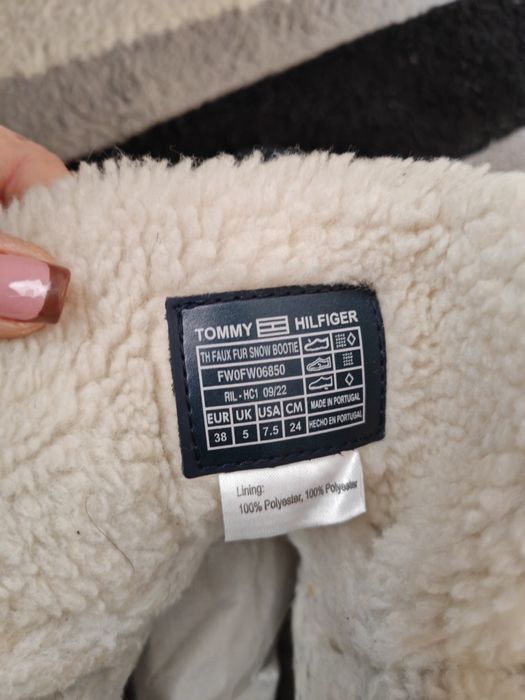 TOMMY HILFIGER
TH FAUX FUR SNOW BOOTIE
FW0FW06850
RIL - HC1 09/22
EUR UK USA CM
38 5 7.5 24
MADE IN PORTUGAL
HECHO EN PORTUGAL
Lining:
100% Polyester, 100% Polyester